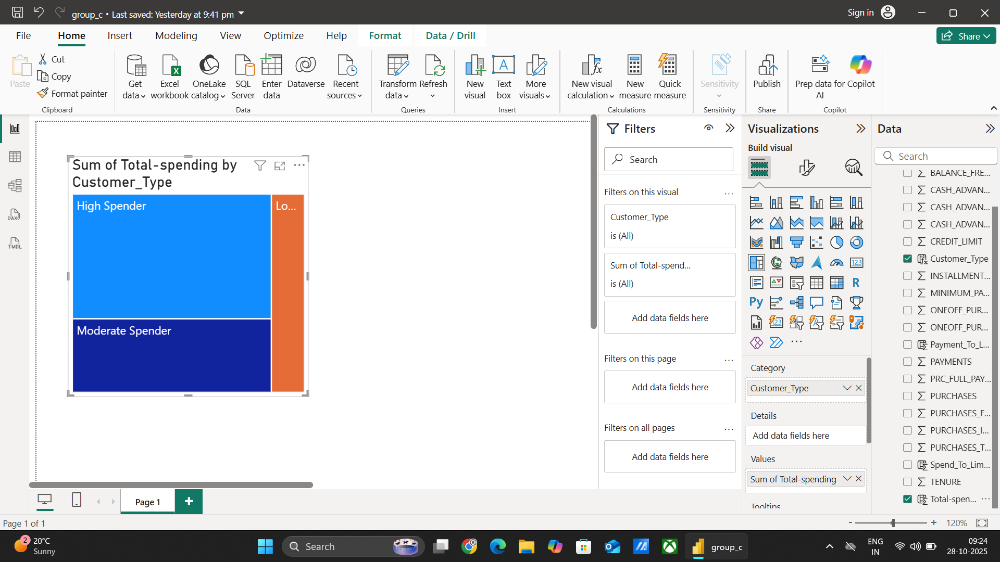 group_c • Last saved: Yesterday at 9:41 pm
Sign in
File
Home
Insert
Modeling
View
Optimize
Help
Format
Data / Drill
Share
Paste
Cut
Copy
Format painter
Clipboard
Get data
Excel workbook
OneLake catalog
SQL Server
Enter data
Dataverse
Recent sources
Data
Transform data
Refresh
Queries
New visual
Text box
More visuals
Insert
New visual calculation
New measure
Quick measure
Calculations
Sensitivity
Sensitivity
Publish
Share
Prep data for AI
Copilot
Copilot
DAX
TMDL
Sum of Total-spending by
Customer_Type
High Spender
Lo...
Moderate Spender
Filters
Search
Filters on this visual
Customer_Type
is (All)
Sum of Total-spend...
is (All)
Add data fields here
Filters on this page
Add data fields here
Filters on all pages
Add data fields here
Visualizations
Build visual
123
R
Py
123
Category
Customer_Type
Details
Add data fields here
Values
Sum of Total-spending
Tooltips
Data
Search
BALANCE_FRE...
CASH_ADVAN...
CASH_ADVAN...
CASH_ADVAN...
CREDIT_LIMIT
Customer_Type
INSTALLMENT...
MINIMUM_PA...
ONEOFF_PUR...
ONEOFF_PUR...
Payment_To_L...
PAYMENTS
PRC_FULL_PAY...
PURCHASES
PURCHASES_F...
PURCHASES_I...
PURCHASES_T...
Spend_To_Lim...
TENURE
Total-spen...
Page 1
Page 1 of 1
120%
2
20°C
Sunny
Search
group_c
ENG
IN
09:24
28-10-2025